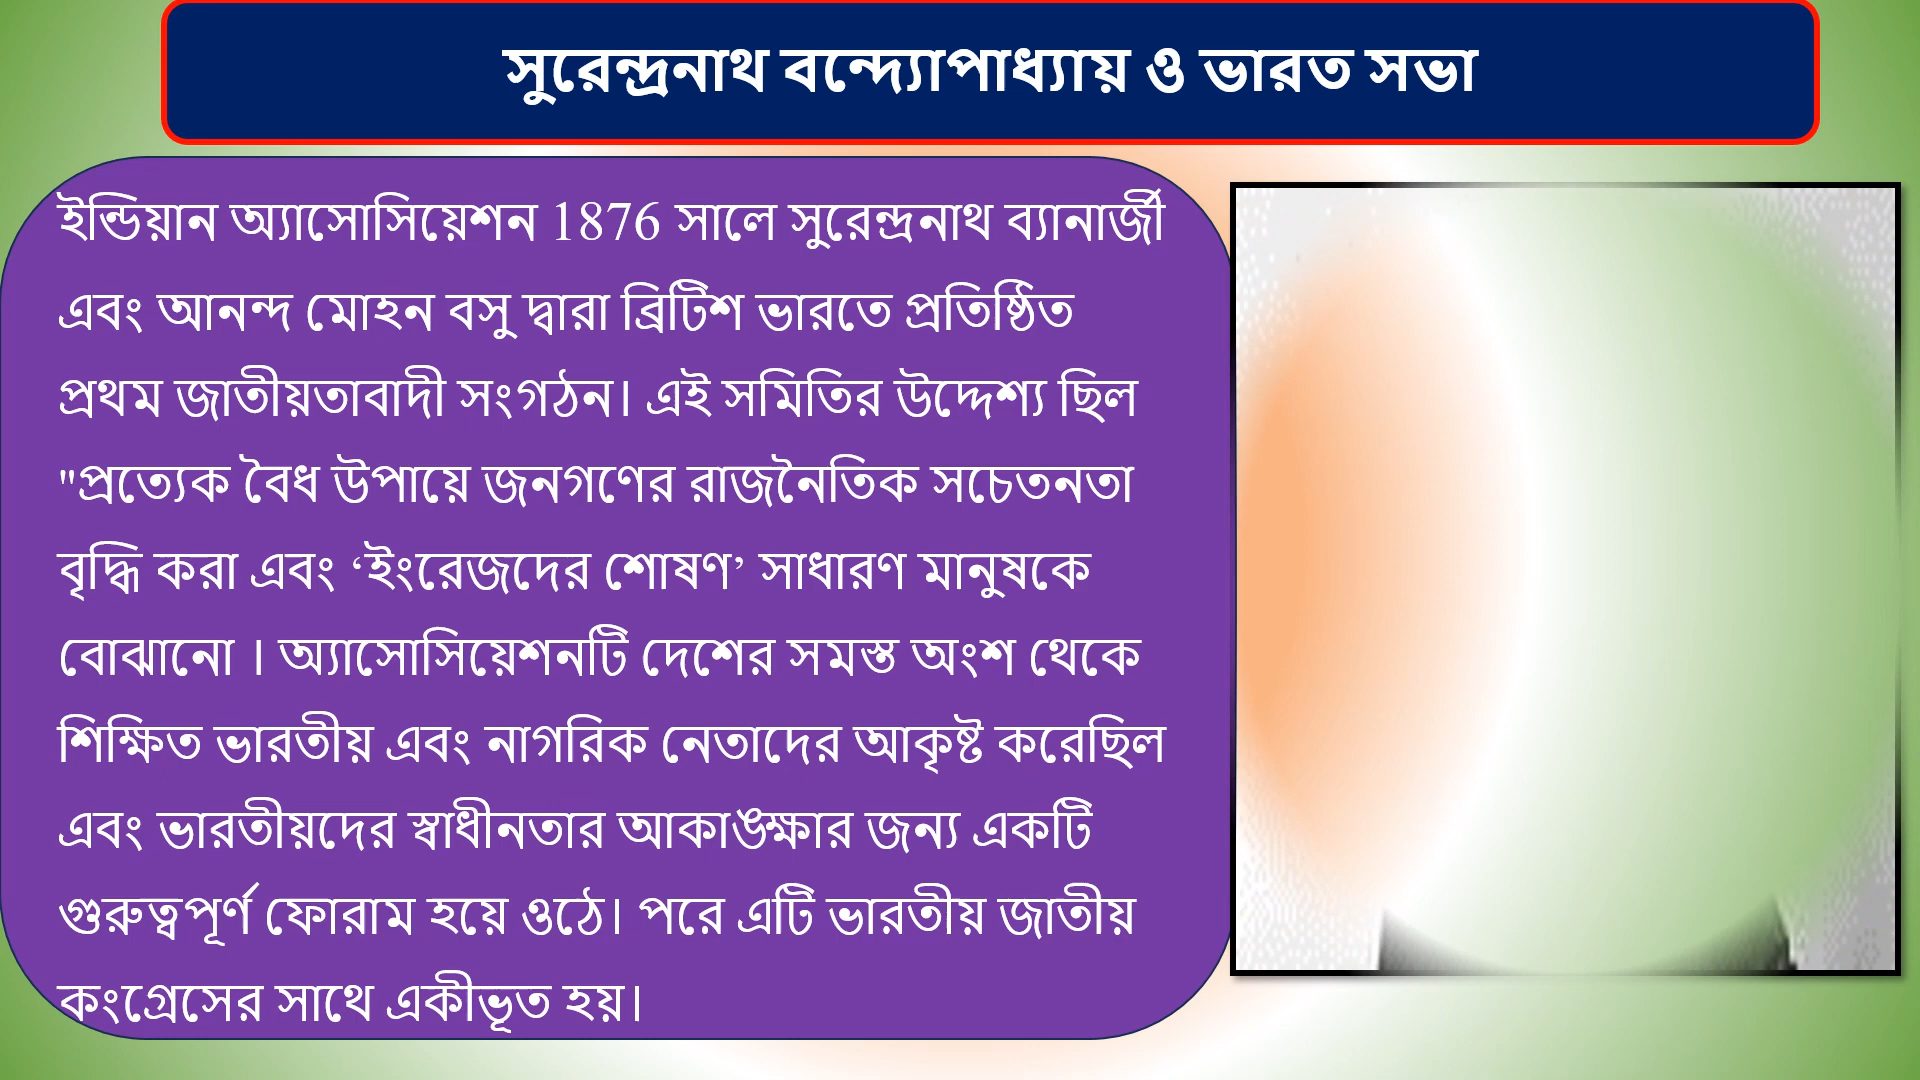 সুরেন্দ্রনাথ বন্দ্যোপাধ্যায় ও ভারত সভা
ইন্ডিয়ান অ্যাসোসিয়েশন 1876 সালে সুরেন্দ্রনাথ ব্যানার্জী
এবং আনন্দ মোহন বসু দ্বারা ব্রিটিশ ভারতে প্রতিষ্ঠিত
প্রথম জাতীয়তাবাদী সংগঠন। এই সমিতির উদ্দেশ্য ছিল
"প্রত্যেক বৈধ উপায়ে জনগণের রাজনৈতিক সচেতনতা
বৃদ্ধি করা এবং ‘ইংরেজদের শোষণ’ সাধারণ মানুষকে
বোঝানো । অ্যাসোসিয়েশনটি দেশের সমস্ত অংশ থেকে
শিক্ষিত ভারতীয় এবং নাগরিক নেতাদের আকৃষ্ট করেছিল
এবং ভারতীয়দের স্বাধীনতার আকাঙ্ক্ষার জন্য একটি
গুরুত্বপূর্ণ ফোরাম হয়ে ওঠে। পরে এটি ভারতীয় জাতীয়
কংগ্রেসের সাথে একীভূত হয়।